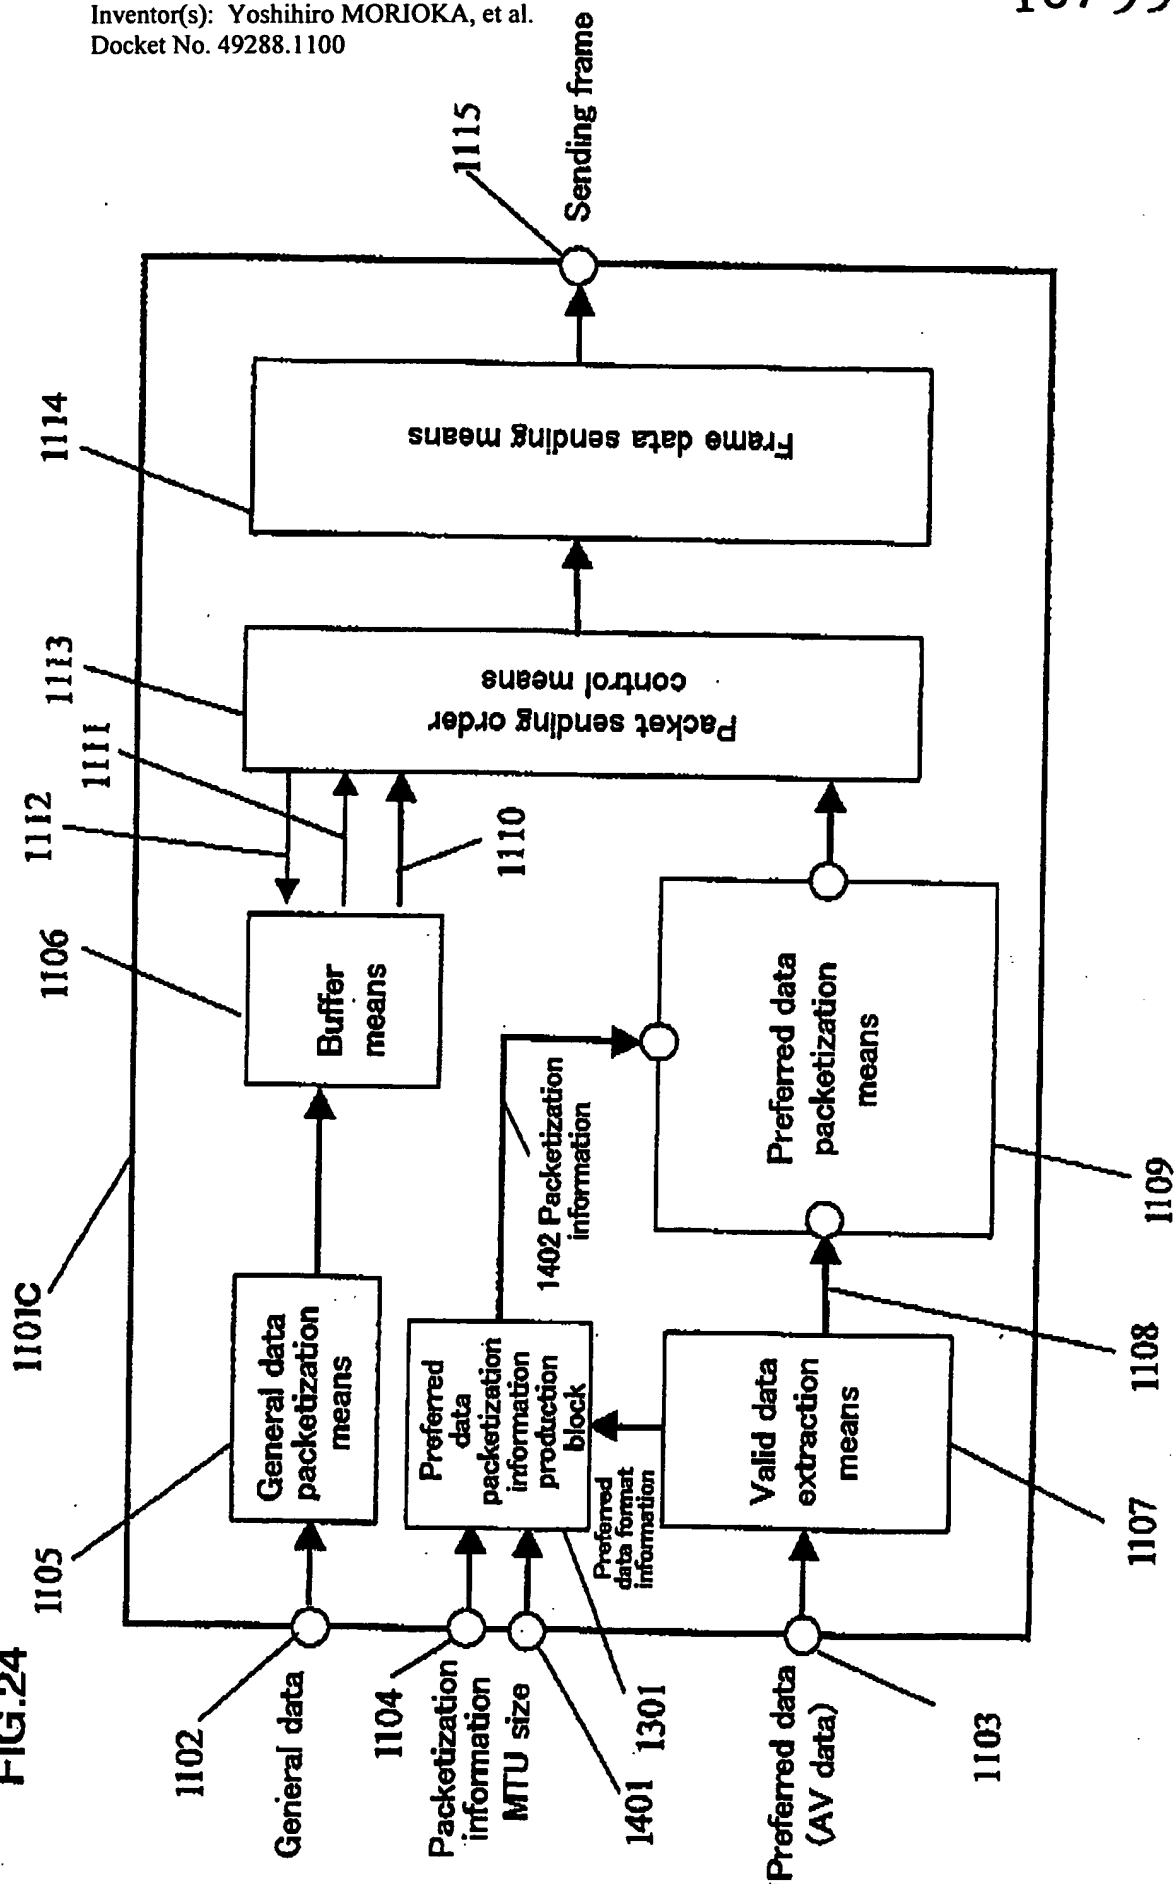 Inventor(s): Yoshihiro MORIOKA, et al.
Docket No. 49288.1100
FIG.24
1101C
1102
General data
1105
General data
packetization
means
1106
Buffer
means
1112
1111
1110
1113
Packet sending order
control means
1114
Frame data sending means
1115
Sending frame
1104
Packetization
information
MTU size
1401
1301
Preferred
data
packetization
information
production
block
1402 Packetization
information
Preferred
data format
information
Preferred data
(AV data)
1103
Valid data
extraction
means
1107
1108
Preferred data
packetization
means
1109